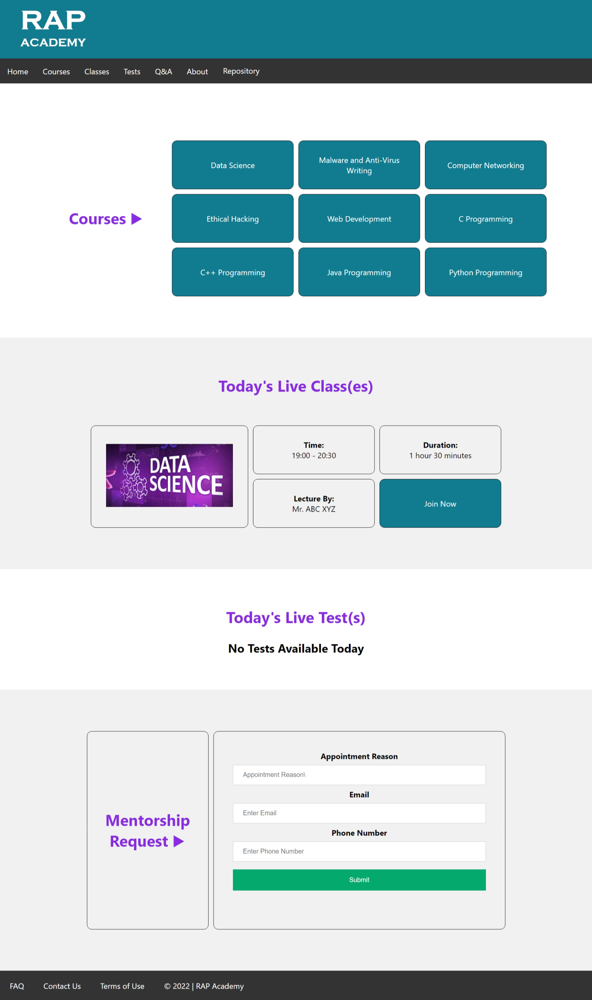 RAP
ACADEMY
Home Courses Classes Tests Q&A About Repository
Data Science
Malware and Anti-Virus
Writing
Computer Networking
Courses ▶
Ethical Hacking
Web Development
C Programming
C++ Programming
Java Programming
Python Programming
Today's Live Class(es)
DATA
SCIENCE
Time:
19:00 - 20:30
Duration:
1 hour 30 minutes
Lecture By:
Mr. ABC XYZ
Join Now
Today's Live Test(s)
No Tests Available Today
Mentorship
Request ▶
Appointment Reason
Appointment Reason\
Email
Enter Email
Phone Number
Enter Phone Number
Submit
FAQ Contact Us Terms of Use © 2022 | RAP Academy